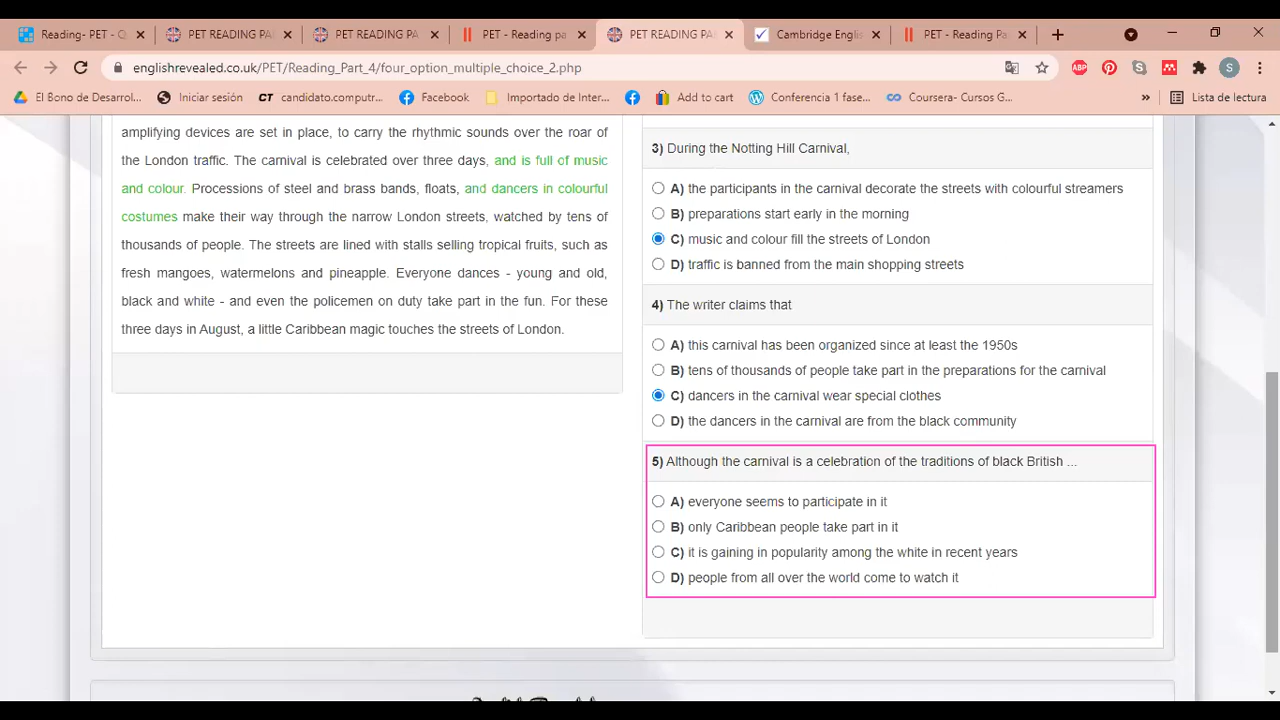 Reading- PET - Q
PET READING PA
PET READING PA
PET - Reading pa
PET READING PA
Cambridge Engli
PET - Reading Pa
englishrevealed.co.uk/PET/Reading_Part_4/four_option_multiple_choice_2.php
ABP
S
El Bono de Desarrol...
Iniciar sesión
CT candidato.computr...
Facebook
Importado de Inter...
Add to cart
Conferencia 1 fase...
Coursera- Cursos G...
»
Lista de lectura
amplifying devices are set in place, to carry the rhythmic sounds over the roar of
the London traffic. The carnival is celebrated over three days, and is full of music
and colour. Processions of steel and brass bands, floats, and dancers in colourful
costumes make their way through the narrow London streets, watched by tens of
thousands of people. The streets are lined with stalls selling tropical fruits, such as
fresh mangoes, watermelons and pineapple. Everyone dances - young and old,
black and white - and even the policemen on duty take part in the fun. For these
three days in August, a little Caribbean magic touches the streets of London.
3) During the Notting Hill Carnival,
A) the participants in the carnival decorate the streets with colourful streamers
B) preparations start early in the morning
C) music and colour fill the streets of London
D) traffic is banned from the main shopping streets
4) The writer claims that
A) this carnival has been organized since at least the 1950s
B) tens of thousands of people take part in the preparations for the carnival
C) dancers in the carnival wear special clothes
D) the dancers in the carnival are from the black community
5) Although the carnival is a celebration of the traditions of black British ...
A) everyone seems to participate in it
B) only Caribbean people take part in it
C) it is gaining in popularity among the white in recent years
D) people from all over the world come to watch it